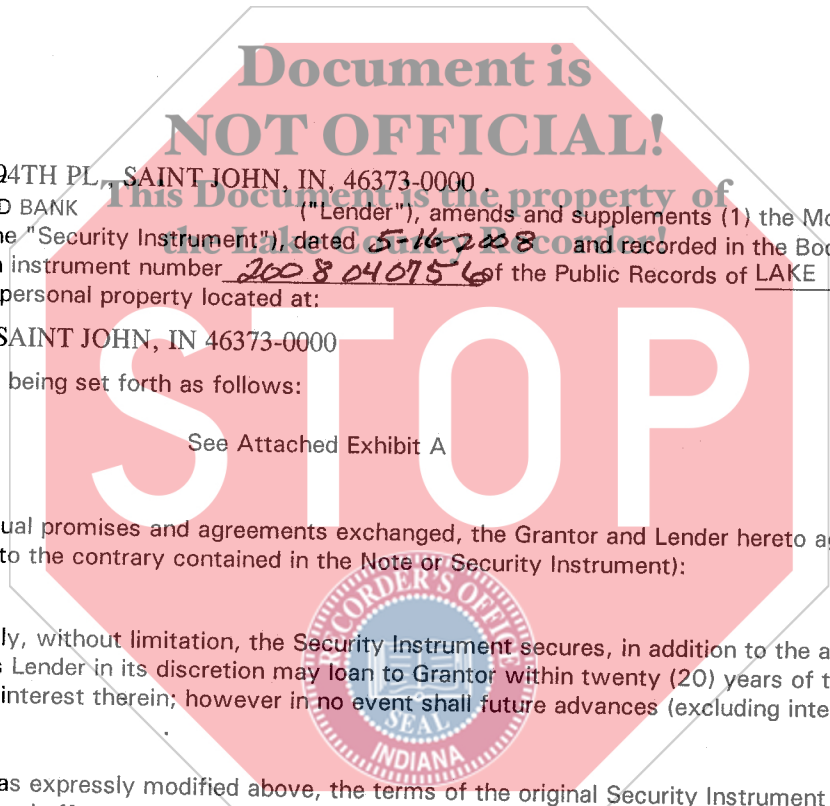 Document is
NOT OFFICIAL!
4TH PL , SAINT JOHN, IN, 46373-0000 .
This Document is the property of
D BANK ("Lender"), amends and supplements (1) the Mo
the Lake County Recorder!
ne "Security Instrument"), dated 5-16-2008 and recorded in the Boo
instrument number 2008 040756 of the Public Records of LAKE
personal property located at:
SAINT JOHN, IN 46373-0000
being set forth as follows:
See Attached Exhibit A
STOP
ual promises and agreements exchanged, the Grantor and Lender hereto ag
to the contrary contained in the Note or Security Instrument):
RECORDER'S OFFICE
ly, without limitation, the Security Instrument secures, in addition to the a
s Lender in its discretion may loan to Grantor within twenty (20) years of t
interest therein; however in no event shall future advances (excluding inte
SEAL
INDIANA
as expressly modified above, the terms of the original Security Instrument